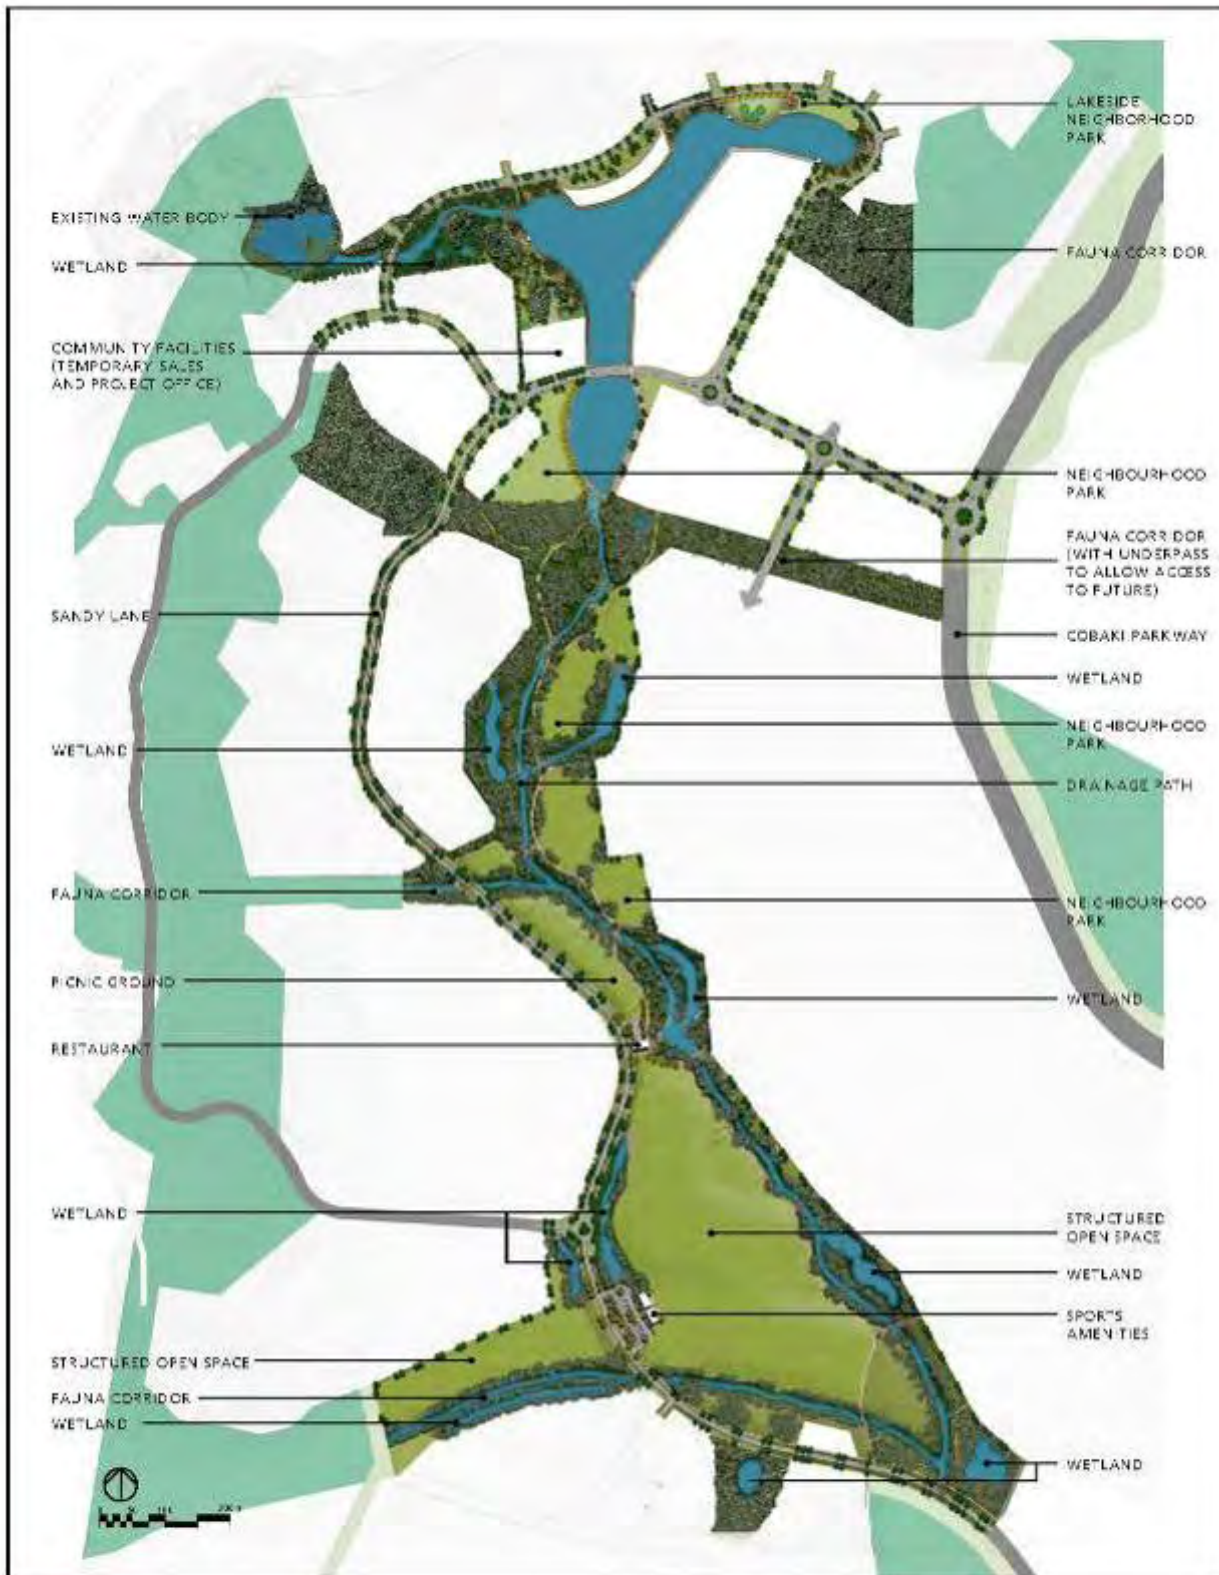 LAKESIDE
NEIGHBORHOOD
PARK
EXISTING WATER BODY
FAUNA CORRIDOR
WETLAND
COMMUNITY FACILITIES
(TEMPORARY SALES
AND PROJECT OFFICE)
NEIGHBOURHOOD
PARK
FAUNA CORRIDOR
(WITH UNDERPASS
TO ALLOW ACCESS
TO FUTURE)
SANDY LANE
COBAKI PARKWAY
WETLAND
NEIGHBOURHOOD
PARK
WETLAND
DRAINAGE PATH
FAUNA CORRIDOR
NEIGHBOURHOOD
PARK
PICNIC GROUND
WETLAND
RESTAURANT
WETLAND
STRUCTURED
OPEN SPACE
WETLAND
SPORTS
AMENITIES
STRUCTURED OPEN SPACE
FAUNA CORRIDOR
WETLAND
WETLAND